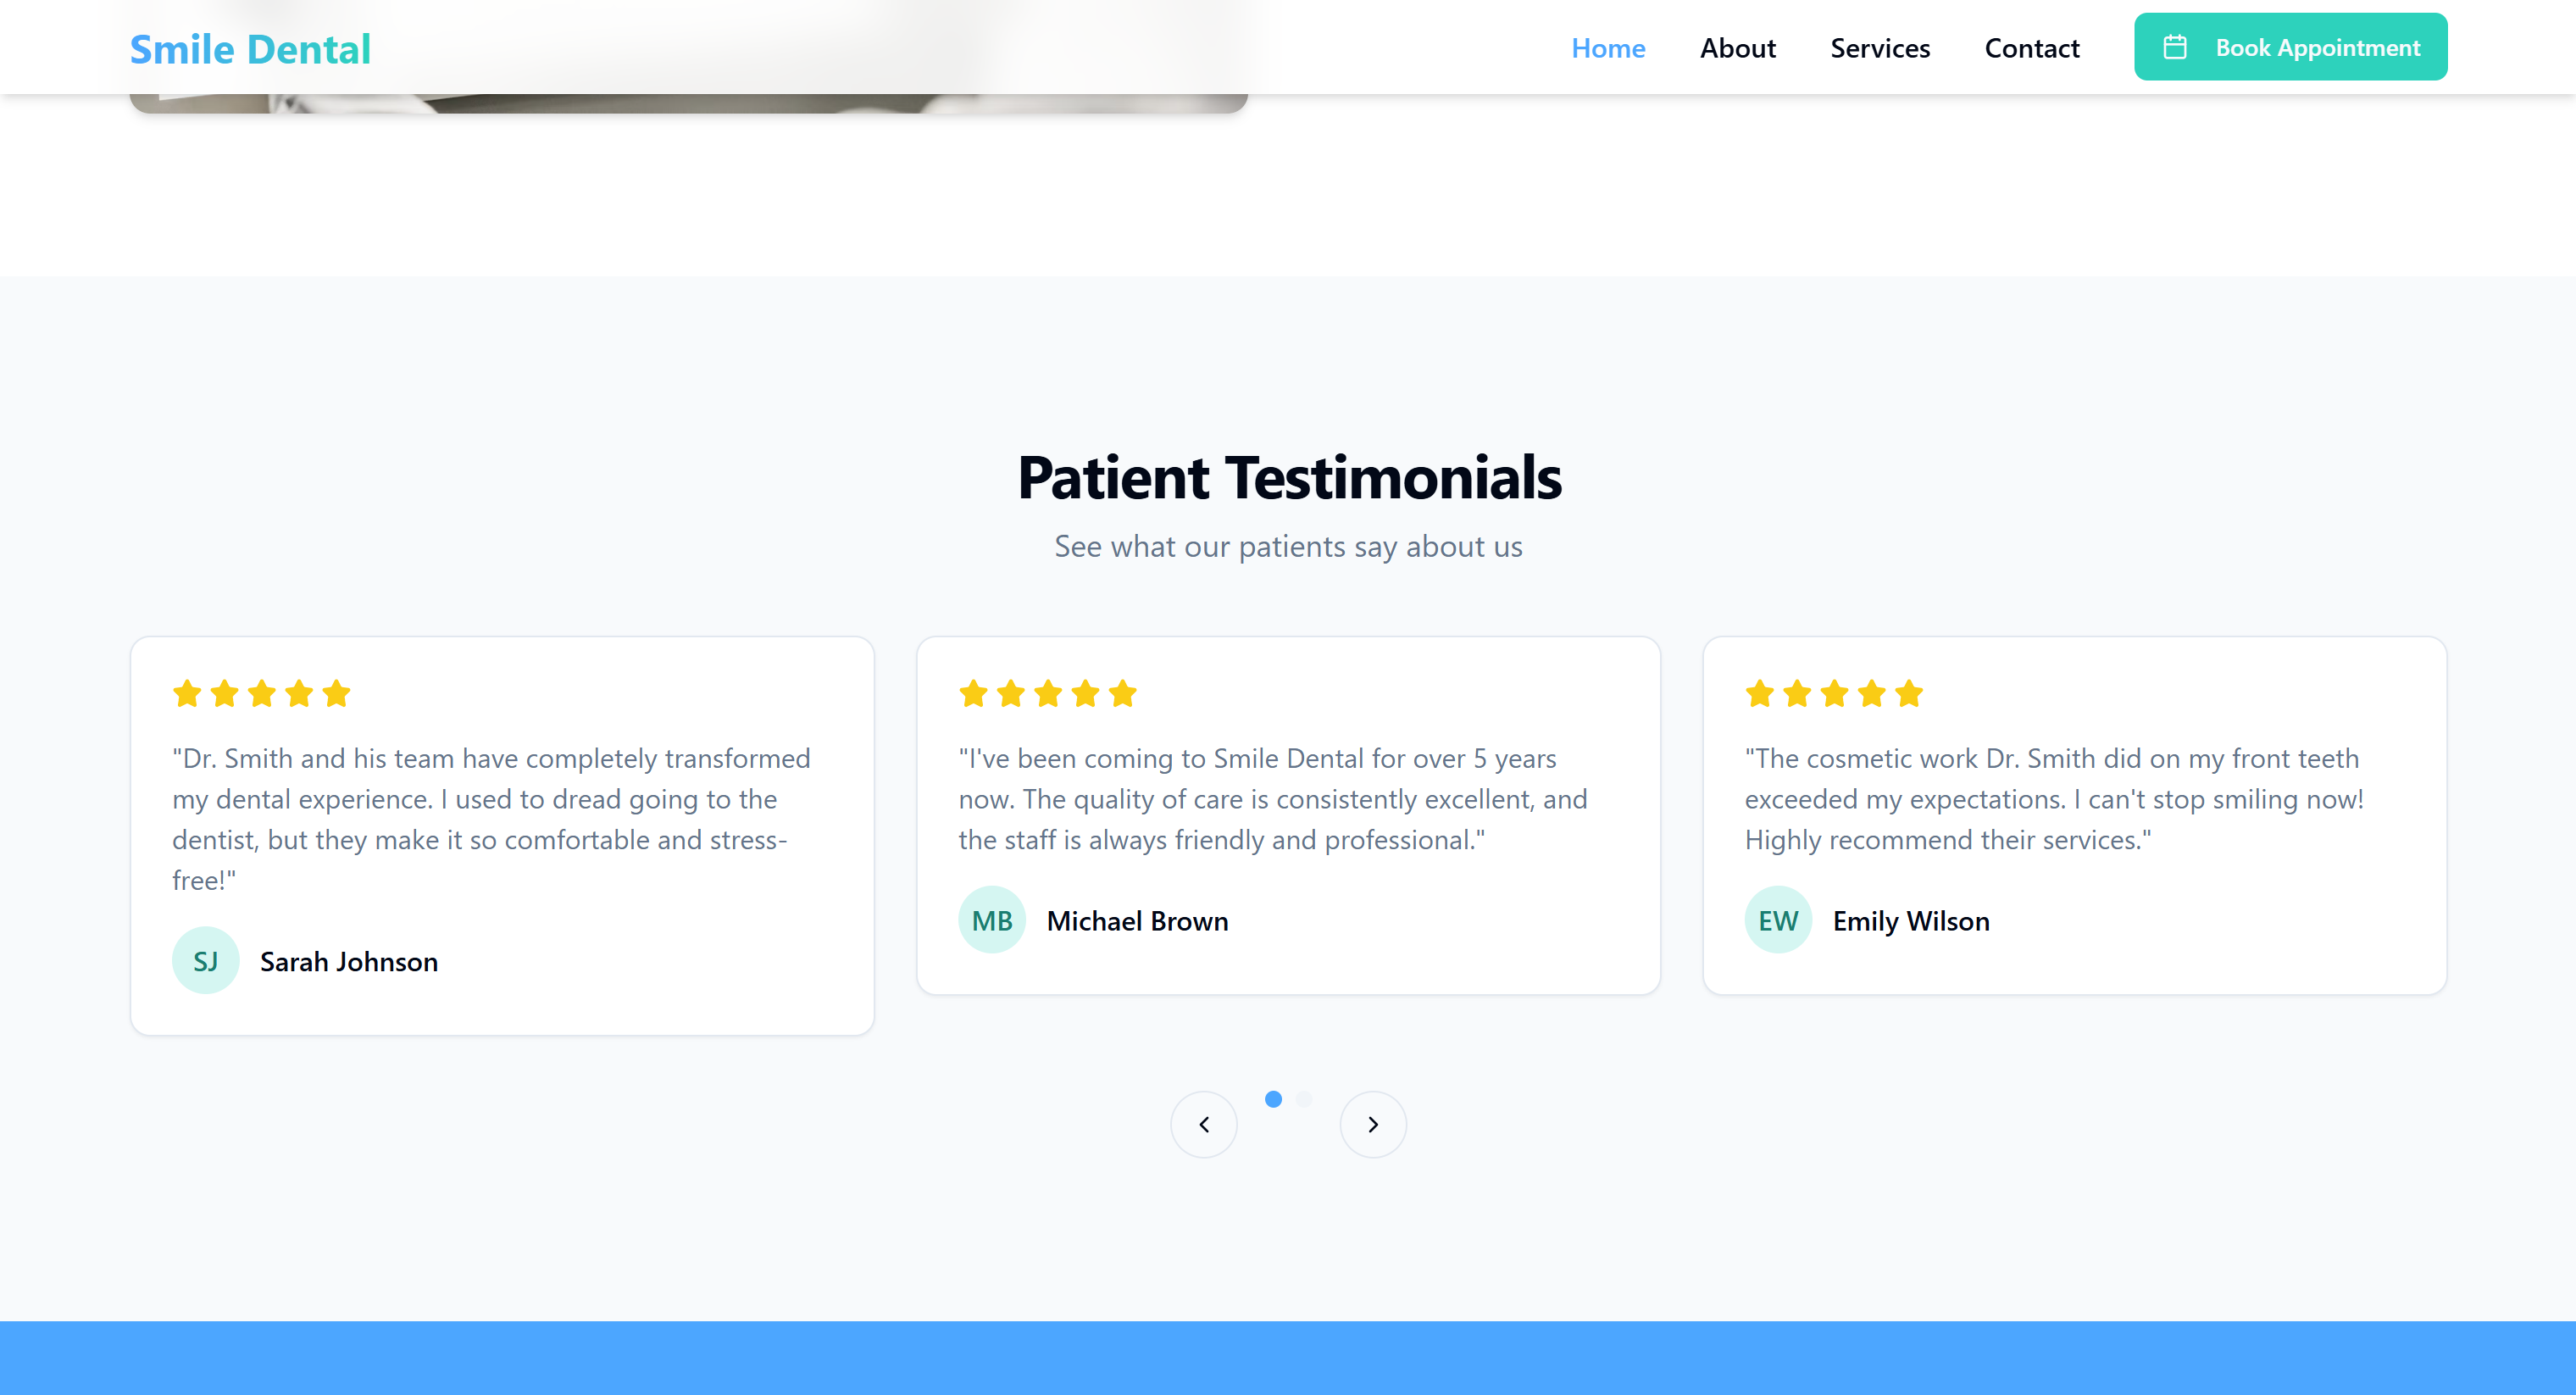 Smile Dental
Home
About
Services
Contact
Book Appointment
Patient Testimonials
See what our patients say about us
"Dr. Smith and his team have completely transformed
my dental experience. I used to dread going to the
dentist, but they make it so comfortable and stress-
free!"
SJ
Sarah Johnson
"I've been coming to Smile Dental for over 5 years
now. The quality of care is consistently excellent, and
the staff is always friendly and professional."
MB
Michael Brown
"The cosmetic work Dr. Smith did on my front teeth
exceeded my expectations. I can't stop smiling now!
Highly recommend their services."
EW
Emily Wilson